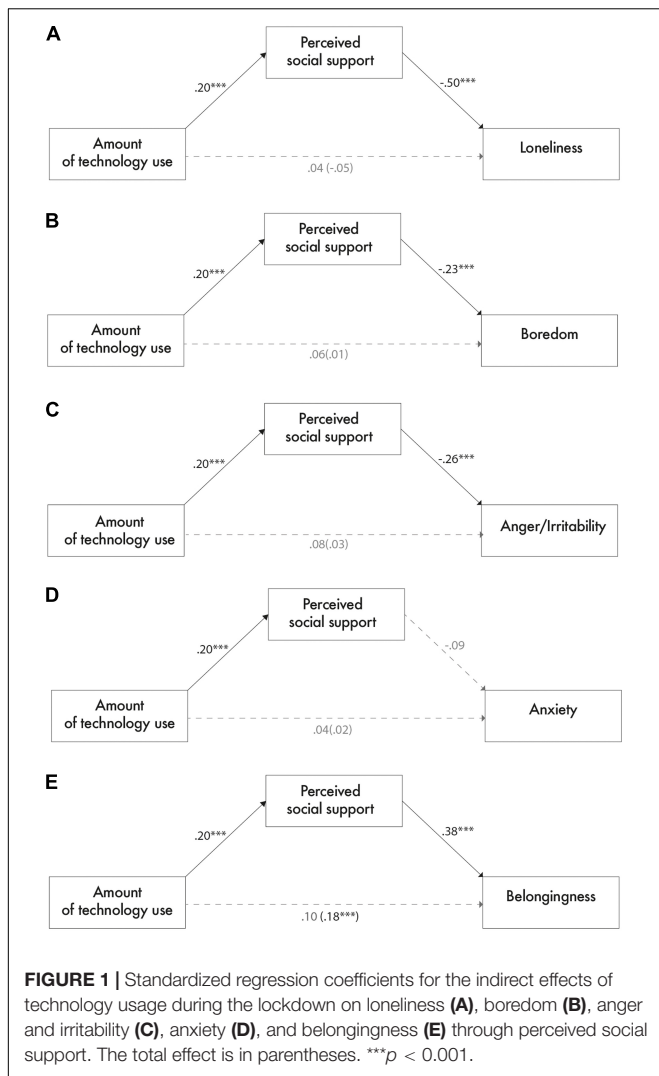 A
Perceived
social support
.20***
-.50***
Amount
of technology use
Loneliness
.04 (-.05)
B
Perceived
social support
.20***
-.23***
Amount
of technology use
Boredom
.06(.01)
C
Perceived
social support
.20***
-.26***
Amount
of technology use
Anger/Irritability
.08(.03)
D
Perceived
social support
.20***
-.09
Amount
of technology use
Anxiety
.04(.02)
E
Perceived
social support
.20***
.38***
Amount
of technology use
Belongingness
.10 (.18***)
FIGURE 1 | Standardized regression coefficients for the indirect effects of
technology usage during the lockdown on loneliness (A), boredom (B), anger
and irritability (C), anxiety (D), and belongingness (E) through perceived social
support. The total effect is in parentheses. ***p < 0.001.